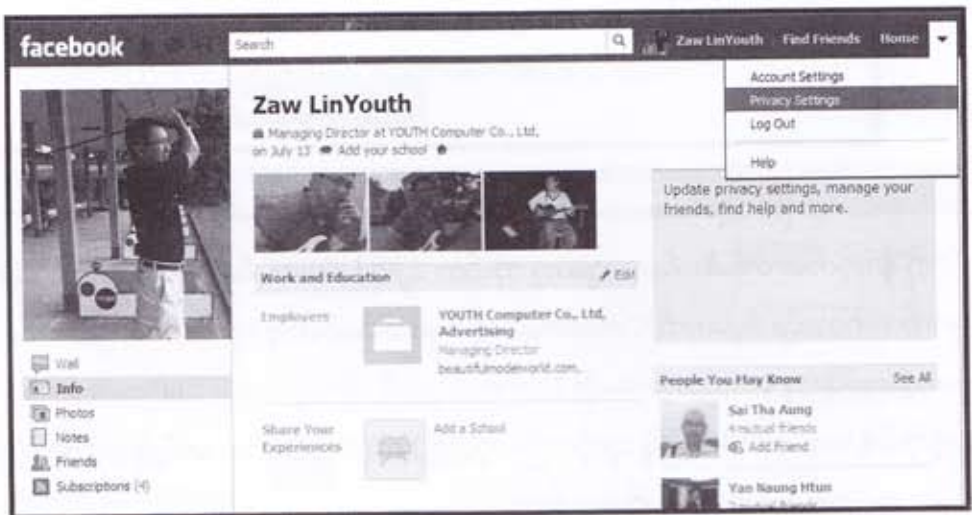 facebook
Search
Zaw LinYouth Find Friends Home
Account Settings
Privacy Settings
Log Out
Help
Zaw LinYouth
Managing Director at YOUTH Computer Co., Ltd,
on July 13 Add your school
Update privacy settings, manage your
friends, find help and more.
Work and Education
Edit
Employers
YOUTH Computer Co., Ltd,
Advertising
Managing Director
beautifulmoderworld.com,
Share Your
Experiences
Add a School
Wall
Info
Photos
Notes
Friends
Subscriptions (4)
People You May Know See All
Sai Tha Aung
4 mutual friends
Add Friend
Yan Naung Htun
mutual friends